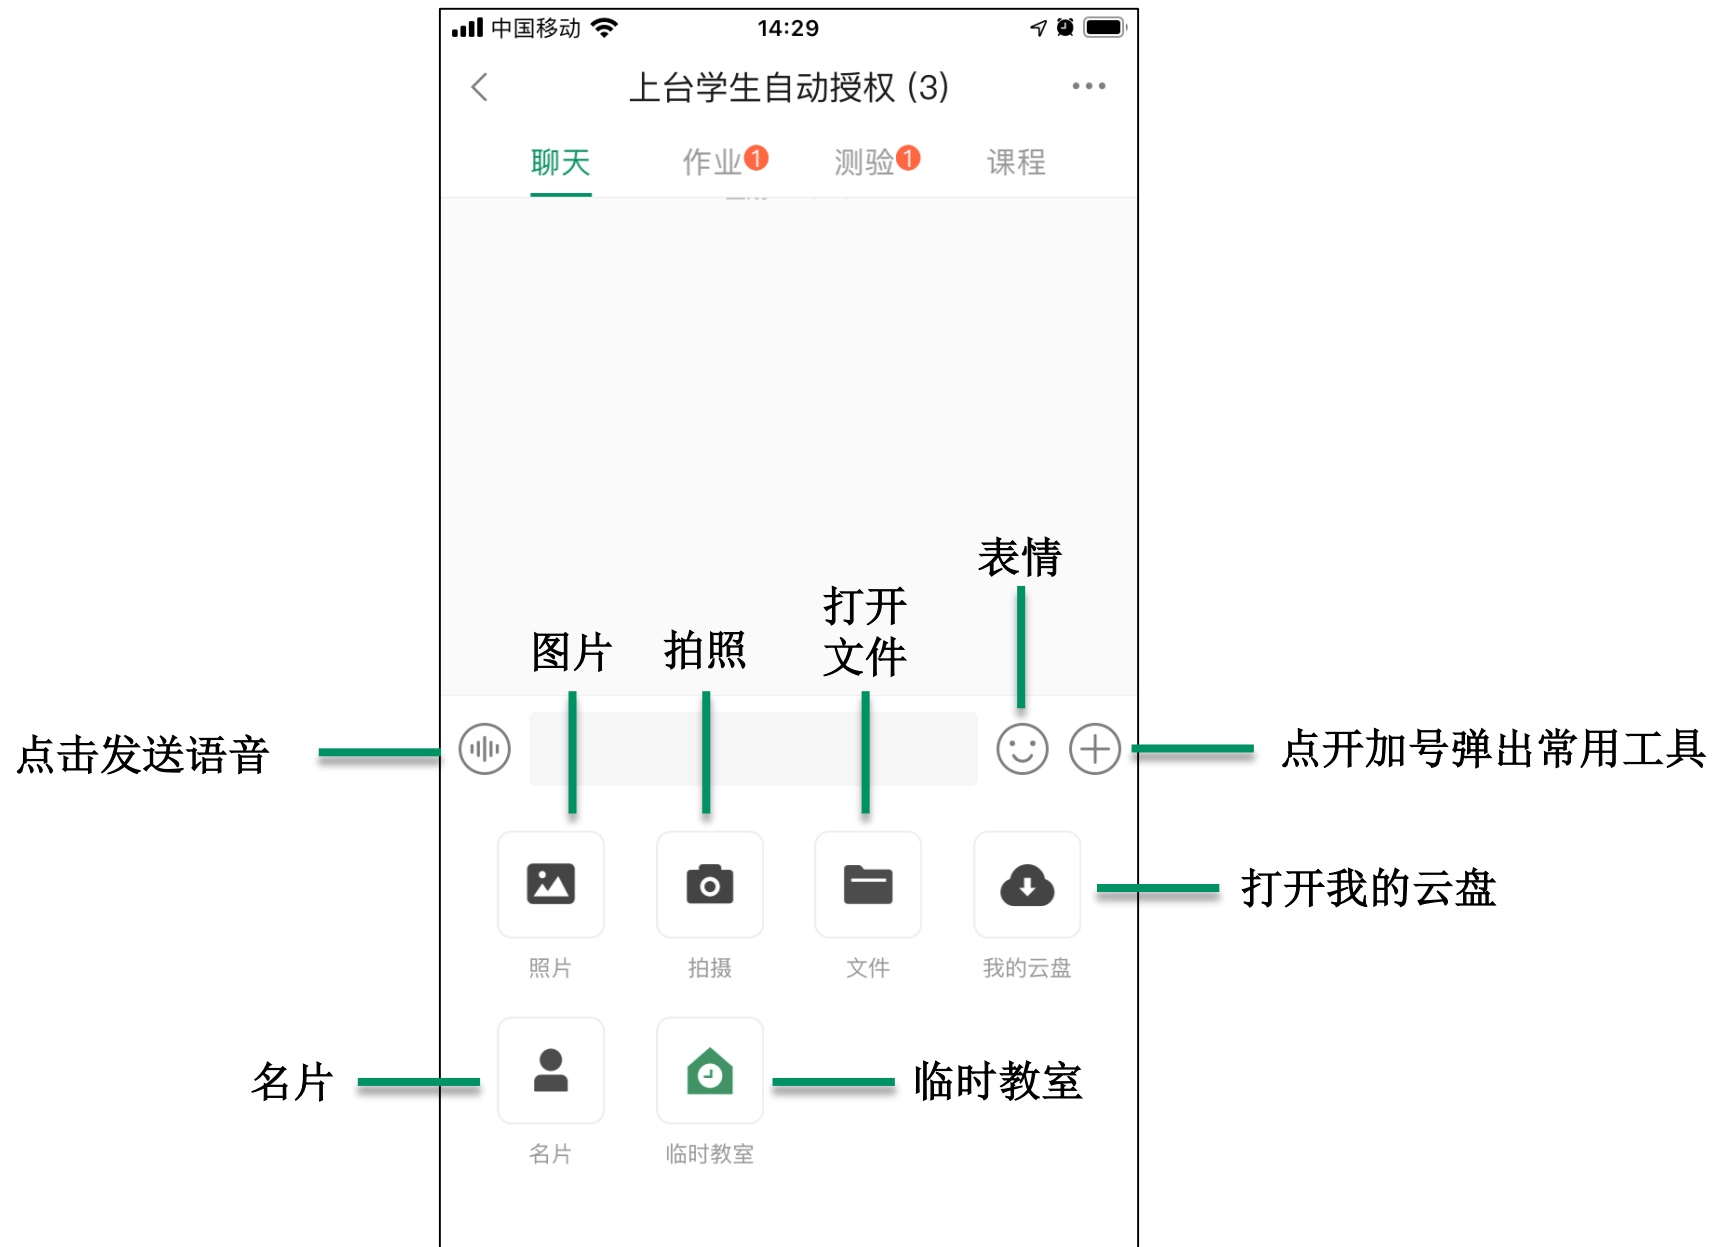 中国移动
14:29
上台学生自动授权 (3)
聊天
作业1
测验1
课程
表情
打开
文件
图片
拍照
点击发送语音
点开加号弹出常用工具
打开我的云盘
照片
拍摄
文件
我的云盘
名片
临时教室
名片
临时教室